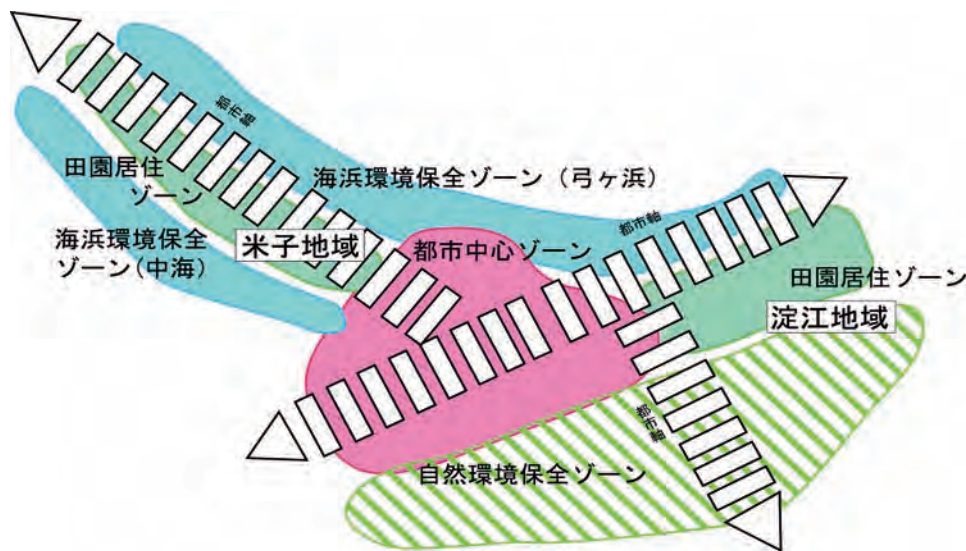 都市軸
田園居住
ゾーン
海浜環境保全ゾーン（弓ヶ浜）
海浜環境保全
ゾーン（中海）
米子地域
都市中心ゾーン
都市軸
田園居住ゾーン
淀江地域
都市軸
自然環境保全ゾーン